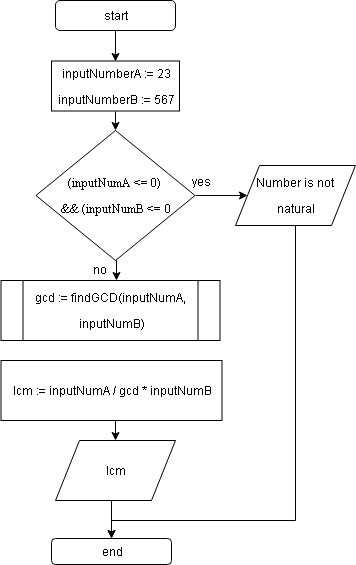 start
inputNumberA := 23
inputNumberB := 567
(inputNumA <= 0)
&& (inputNumB <= 0
yes
Number is not
natural
no
gcd := findGCD(inputNumA,
inputNumB)
lcm := inputNumA / gcd * inputNumB
lcm
end